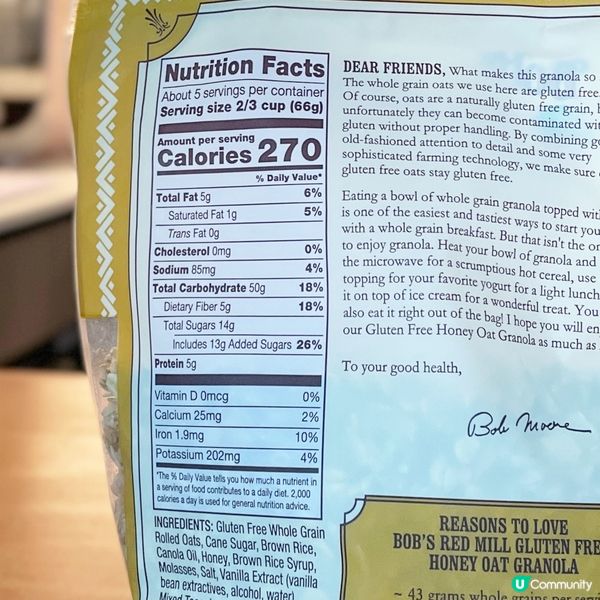 Nutrition Facts
About 5 servings per container
Serving size 2/3 cup (66g)
Amount per serving
Calories 270
% Daily Value*
Total Fat 5g 6%
Saturated Fat 1g 5%
Trans Fat 0g
Cholesterol 0mg 0%
Sodium 85mg 4%
Total Carbohydrate 50g 18%
Dietary Fiber 5g 18%
Total Sugars 14g
Includes 13g Added Sugars 26%
Protein 5g
Vitamin D 0mcg 0%
Calcium 25mg 2%
Iron 1.9mg 10%
Potassium 202mg 4%
*The % Daily Value tells you how much a nutrient in
a serving of food contributes to a daily diet. 2,000
calories a day is used for general nutrition advice.
INGREDIENTS: Gluten Free Whole Grain
Rolled Oats, Cane Sugar, Brown Rice,
Canola Oil, Honey, Brown Rice Syrup,
Molasses, Salt, Vanilla Extract (vanilla
bean extractives, alcohol, water)
DEAR FRIENDS, What makes this granola so
The whole grain oats we use here are gluten free
Of course, oats are a naturally gluten free grain,
unfortunately they can become contaminated
gluten without proper handling. By combining
old-fashioned attention to detail and some very
sophisticated farming technology, we make sure
gluten free oats stay gluten free.
Eating a bowl of whole grain granola topped
is one of the easiest and tastiest ways to start you
with a whole grain breakfast. But that isn't the
to enjoy granola. Heat your bowl of granola and
the microwave for a scrumptious hot cereal, use
topping for your favorite yogurt for a light lunch
it on top of ice cream for a wonderful treat. You
also eat it right out of the bag! I hope you will
our Gluten Free Honey Oat Granola as much as
To your good health,
Bob Moore
REASONS TO LOVE
BOB'S RED MILL GLUTEN FRE
HONEY OAT GRANOLA
~ 43 grams whole grains per
U Community